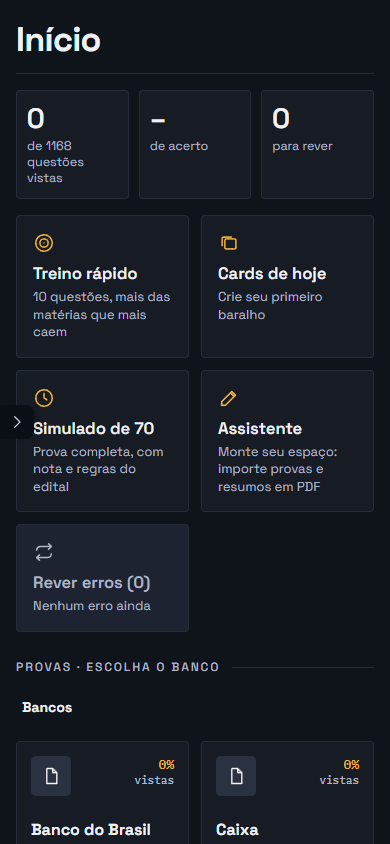 Início
0
de 1168
questões
vistas
–
de acerto
0
para rever
Treino rápido
10 questões, mais das
matérias que mais
caem
Cards de hoje
Crie seu primeiro
baralho
Simulado de 70
Prova completa, com
nota e regras do
edital
Assistente
Monte seu espaço:
importe provas e
resumos em PDF
Rever erros (0)
Nenhum erro ainda
PROVAS · ESCOLHA O BANCO
Bancos
0%
vistas
Banco do Brasil
0%
vistas
Caixa